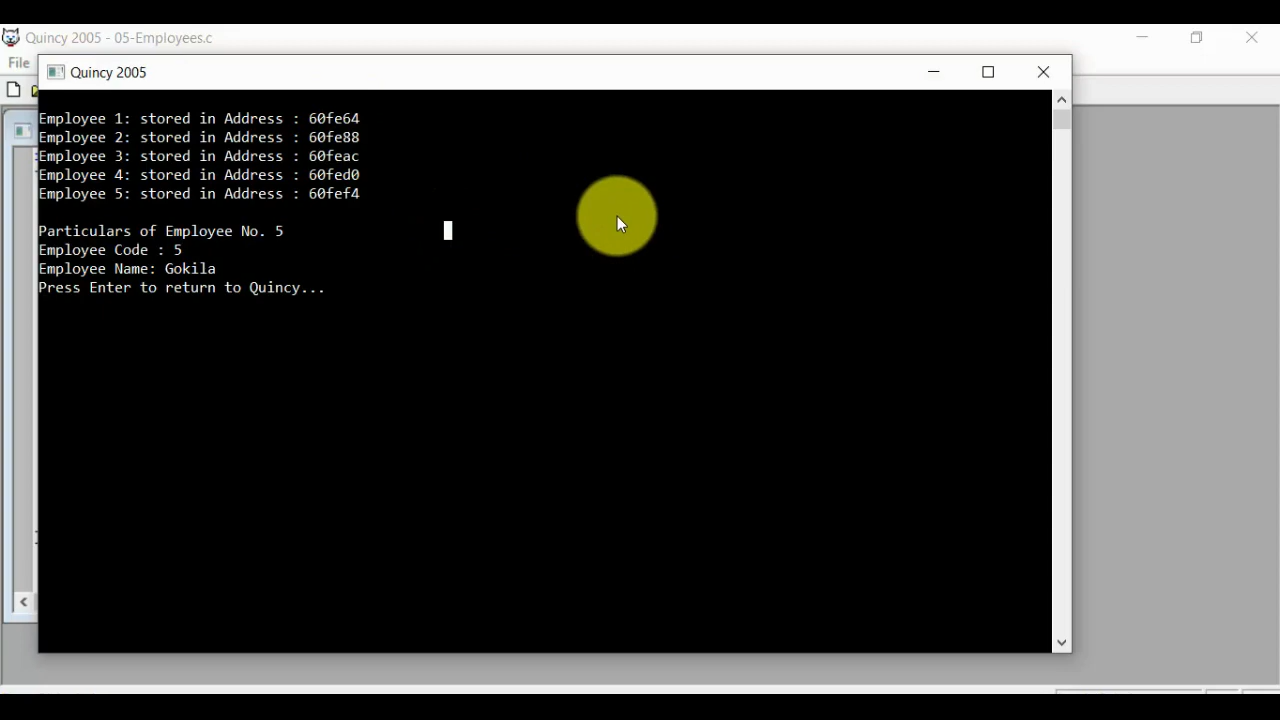 Quincy 2005 - 05-Employees.c
File
Quincy 2005
Employee 1: stored in Address : 60fe64
Employee 2: stored in Address : 60fe88
Employee 3: stored in Address : 60feac
Employee 4: stored in Address : 60fed0
Employee 5: stored in Address : 60fef4
Particulars of Employee No. 5
Employee Code : 5
Employee Name: Gokila
Press Enter to return to Quincy...